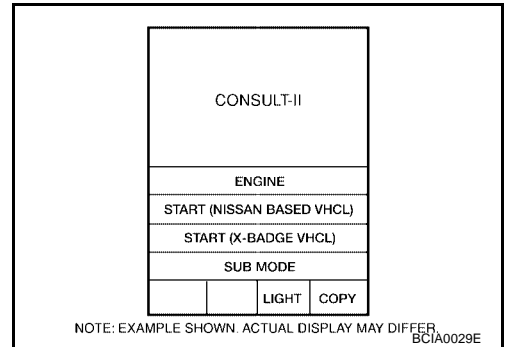 CONSULT-II
ENGINE
START (NISSAN BASED VHCL)
START (X-BADGE VHCL)
SUB MODE
LIGHT COPY
NOTE: EXAMPLE SHOWN. ACTUAL DISPLAY MAY DIFFER.
BCIA0029E